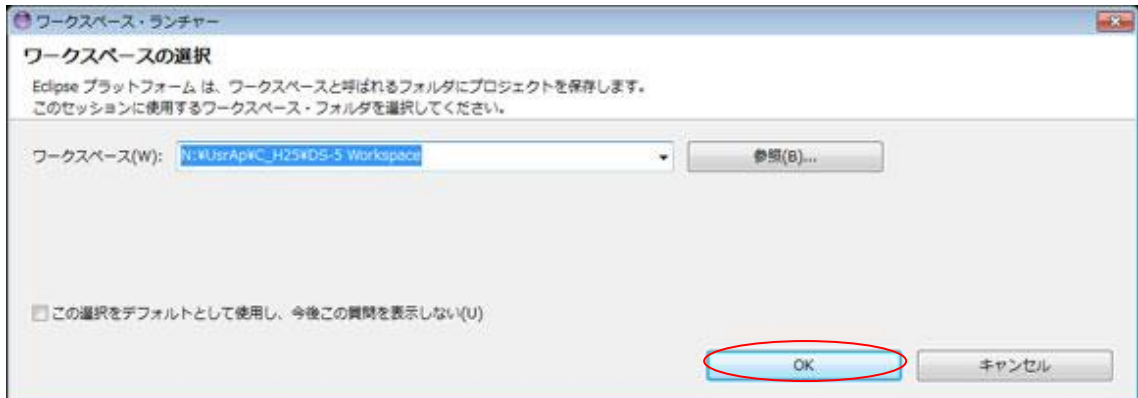 ワークスペース・ランチャー
ワークスペースの選択
Eclipse プラットフォーム は、ワークスペースと呼ばれるフォルダにプロジェクトを保存します。
このセッションに使用するワークスペース・フォルダを選択してください。
ワークスペース(W): N:¥UsrAp¥C_H25¥DS-5 Workspace 参照(B)...
この選択をデフォルトとして使用し、今後この質問を表示しない(U)
OK キャンセル